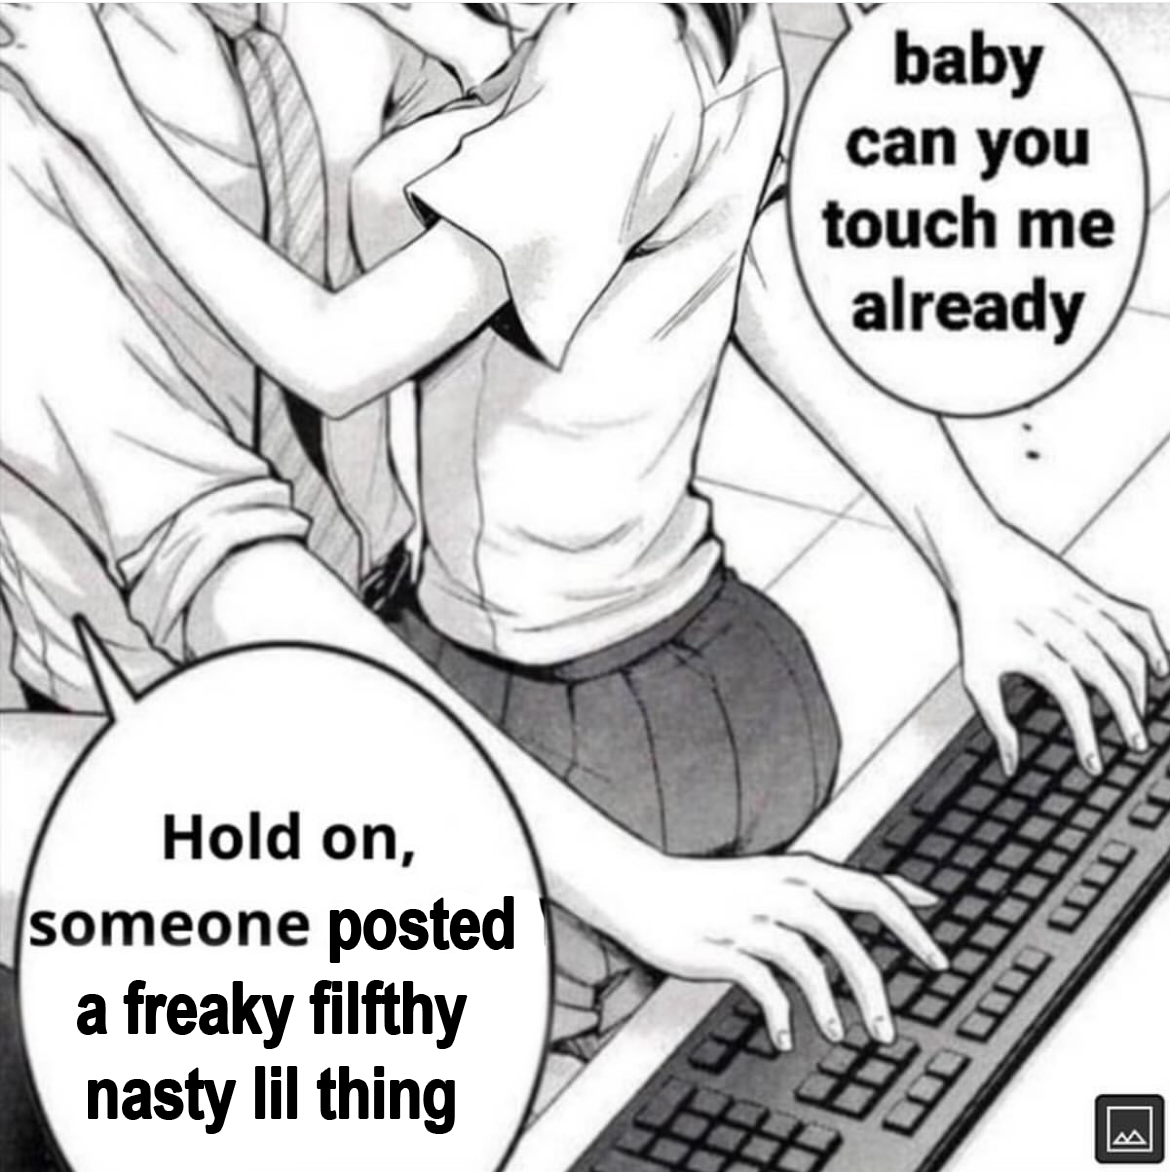 baby
can you
touch me
already
Hold on,
someone posted
a freaky filfthy
nasty lil thing